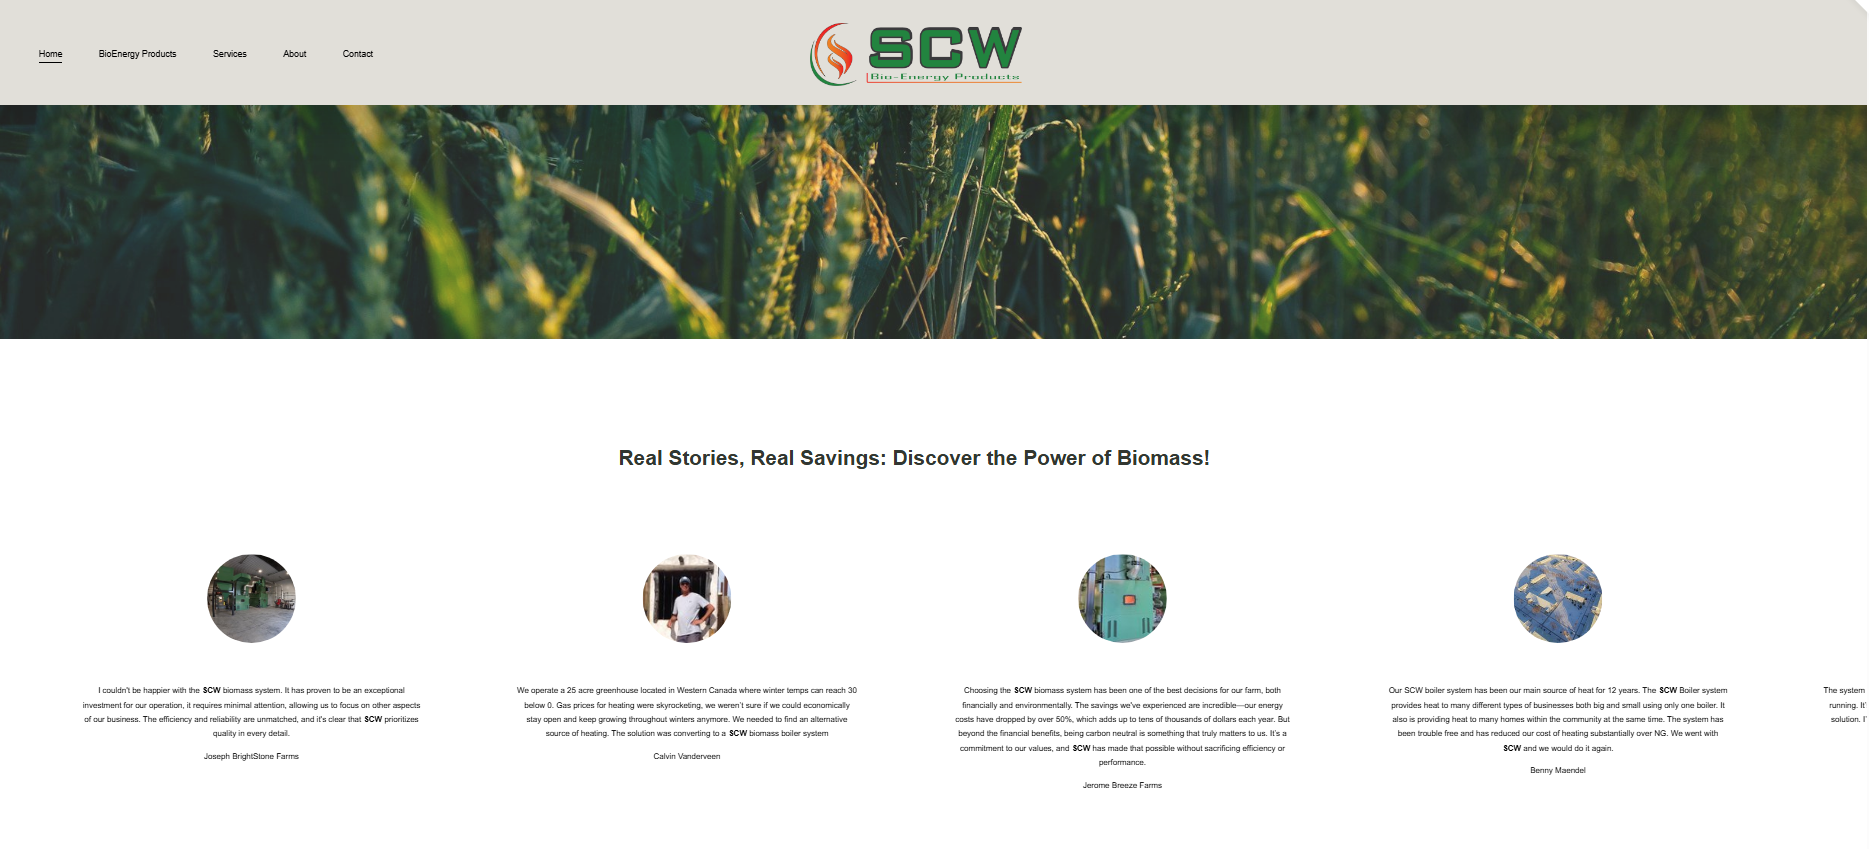 Home
BioEnergy Products
Services
About
Contact
SCW
Bio-Energy Products
Real Stories, Real Savings: Discover the Power of Biomass!
I couldn't be happier with the SCW biomass system. It has proven to be an exceptional
investment for our operation, it requires minimal attention, allowing us to focus on other aspects
of our business. The efficiency and reliability are unmatched, and it's clear that SCW prioritizes
quality in every detail.
Joseph BrightStone Farms
We operate a 25 acre greenhouse located in Western Canada where winter temps can reach 30
below 0. Gas prices for heating were skyrocketing, we weren't sure if we could economically
stay open and keep growing throughout winters anymore. We needed to find an alternative
source of heating. The solution was converting to a SCW biomass boiler system
Calvin Vanderveen
Choosing the SCW biomass system has been one of the best decisions for our farm, both
financially and environmentally. The savings we've experienced are incredible—our energy
costs have dropped by over 50%, which adds up to tens of thousands of dollars each year. But
beyond the financial benefits, being carbon neutral is something that truly matters to us. It's a
commitment to our values, and SCW has made that possible without sacrificing efficiency or
performance.
Jerome Breeze Farms
Our SCW boiler system has been our main source of heat for 12 years. The SCW Boiler system
provides heat to many different types of businesses both big and small using only one boiler. It
also is providing heat to many homes within the community at the same time. The system has
been trouble free and has reduced our cost of heating substantially over NG. We went with
SCW and we would do it again.
Benny Maendel
The system
running. It'
solution. I'